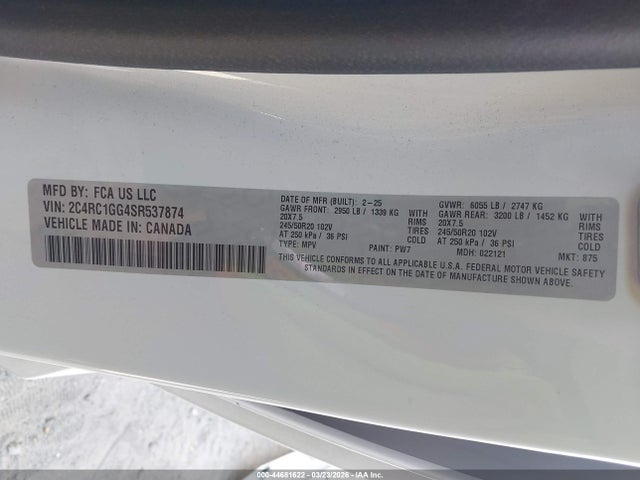 MFD BY: FCA US LLC
VIN: 2C4RC1GG4SR537874
VEHICLE MADE IN: CANADA
DATE OF MFR (BUILT): 2-25
GAWR FRONT: 2950 LB / 1339 KG WITH
20X7.5 RIMS
245/50R20 102V TIRES
AT 250 kPa / 36 PSI COLD
TYPE: MPV PAINT: PW7
GVWR: 6055 LB / 2747 KG
GAWR REAR: 3200 LB / 1452 KG WITH
20X7.5 RIMS
245/50R20 102V TIRES
AT 250 kPa / 36 PSI COLD
MDH: 022121 MKT: 875
THIS VEHICLE CONFORMS TO ALL APPLICABLE U.S.A. FEDERAL MOTOR VEHICLE SAFETY
STANDARDS IN EFFECT ON THE DATE OF MANUFACTURE SHOWN ABOVE.
000-44681622 | 03/23/2026 | COPART/IAA